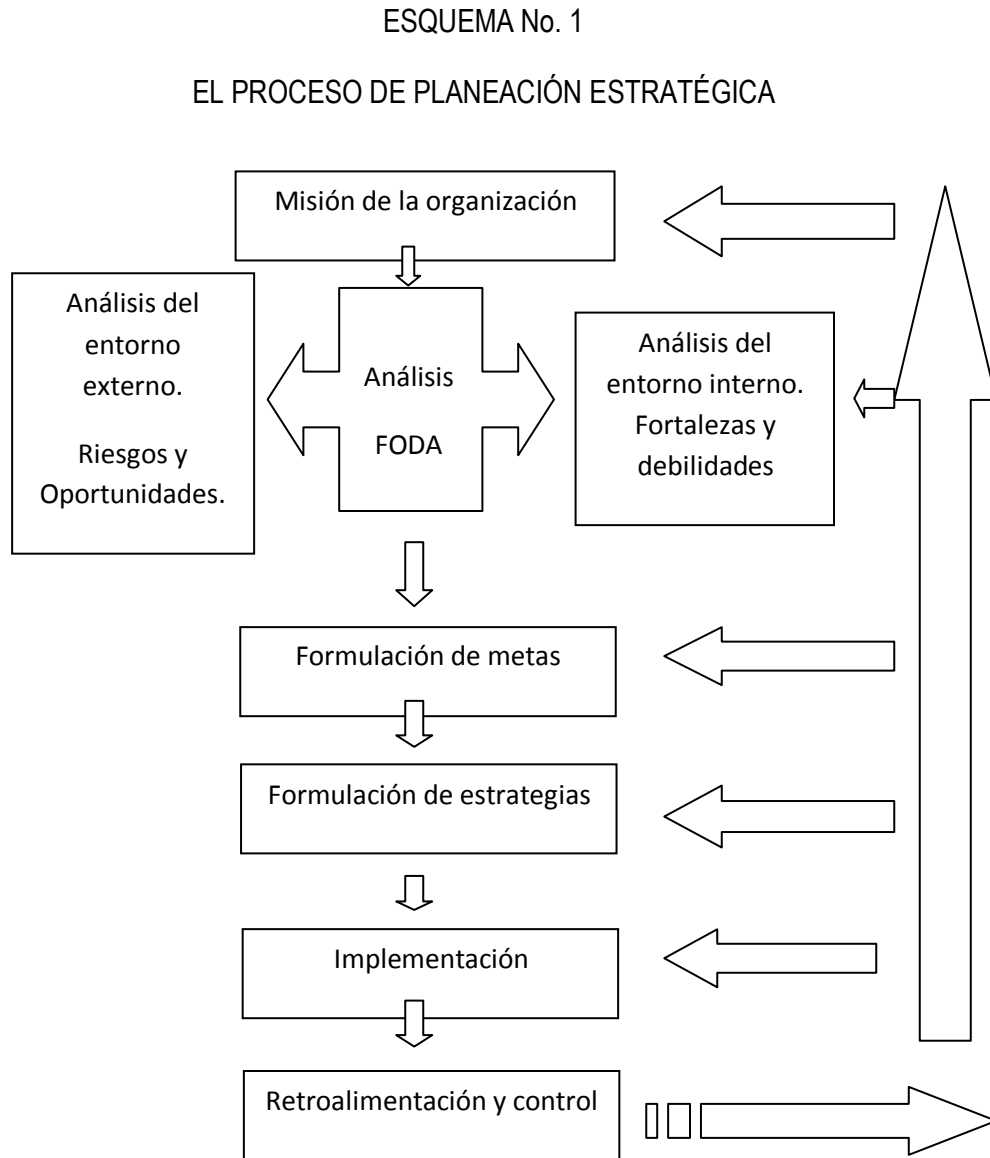 ESQUEMA No. 1
EL PROCESO DE PLANEACIÓN ESTRATÉGICA
Misión de la organización
Análisis del
entorno
externo.
Riesgos y
Oportunidades.
Análisis
FODA
Análisis del
entorno interno.
Fortalezas y
debilidades
Formulación de metas
Formulación de estrategias
Implementación
Retroalimentación y control